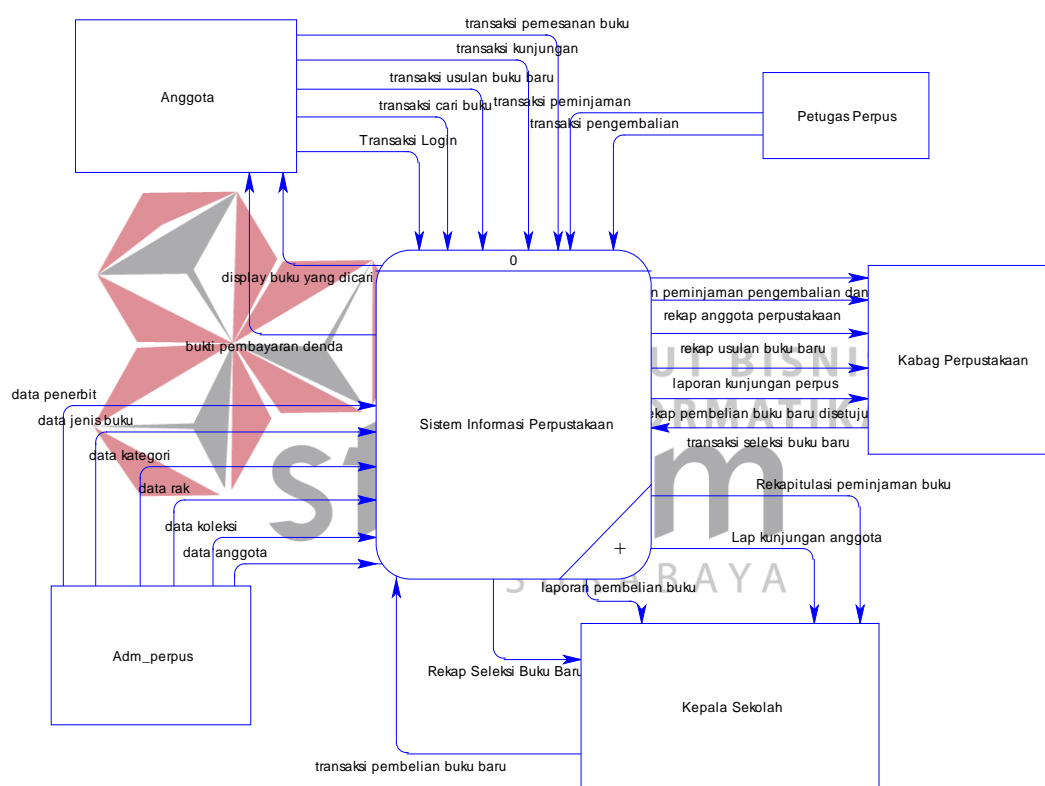 transaksi pemesanan buku
transaksi kunjungan
transaksi usulan buku baru
transaksi cari buku
transaksi peminjaman
transaksi pengembalian
Transaksi Login
Anggota
Petugas Perpus
0
display buku yang dicari
peminjaman pengembalian dan
rekap anggota perpustakaan
bukti pembayaran denda
rekap usulan buku baru
UT BISNI
Kabag Perpustakaan
laporan kunjungan perpus
data penerbit
data jenis buku
ekap pembelian buku baru disetuju
ORMATIKA
Sistem Informasi Perpustakaan
transaksi seleksi buku baru
data kategori
data rak
Rekapitulasi peminjaman buku
data koleksi
Lap kunjungan anggota
data anggota
+
laporan pembelian buku
SURABAYA
Adm_perpus
Rekap Seleksi Buku Baru
Kepala Sekolah
transaksi pembelian buku baru